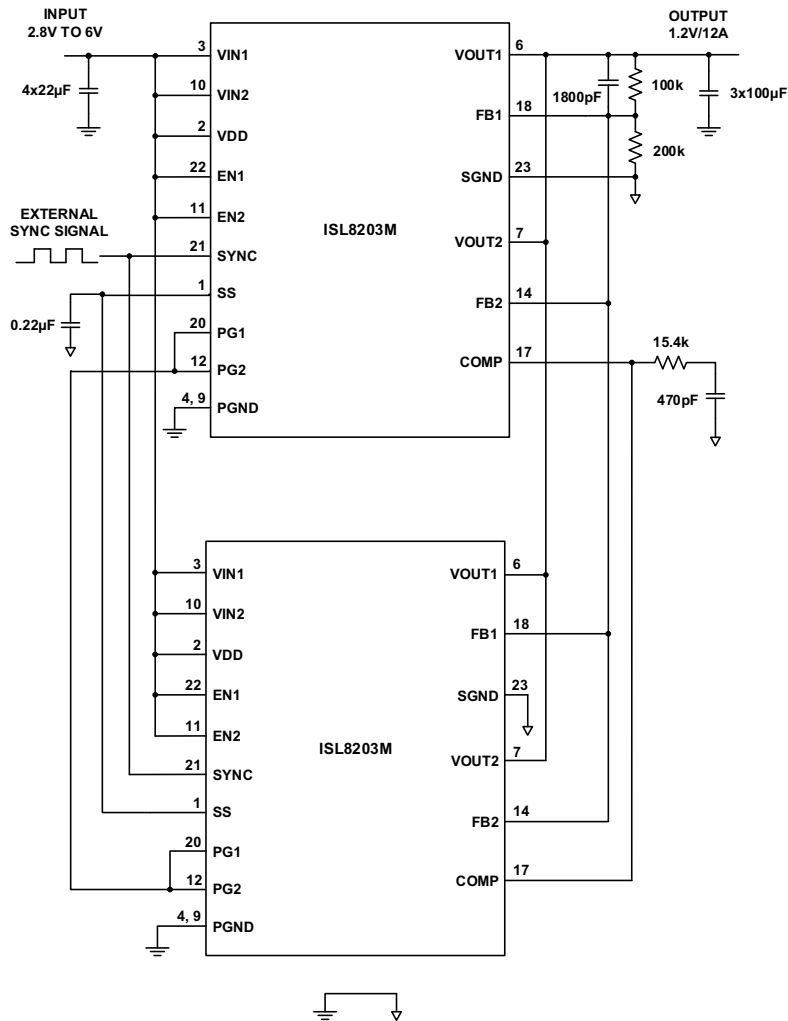 INPUT
2.8V TO 6V
4x22µF
EXTERNAL
SYNC SIGNAL
0.22µF
3
VIN1
10
VIN2
2
VDD
22
EN1
11
EN2
21
SYNC
1
SS
20
PG1
12
PG2
4, 9
PGND
ISL8203M
VOUT1
6
FB1
18
SGND
23
VOUT2
7
FB2
14
COMP
17
OUTPUT
1.2V/12A
1800pF
100k
3x100µF
200k
15.4k
470pF
3
VIN1
10
VIN2
2
VDD
22
EN1
11
EN2
21
SYNC
1
SS
20
PG1
12
PG2
4, 9
PGND
ISL8203M
VOUT1
6
FB1
18
SGND
23
VOUT2
7
FB2
14
COMP
17